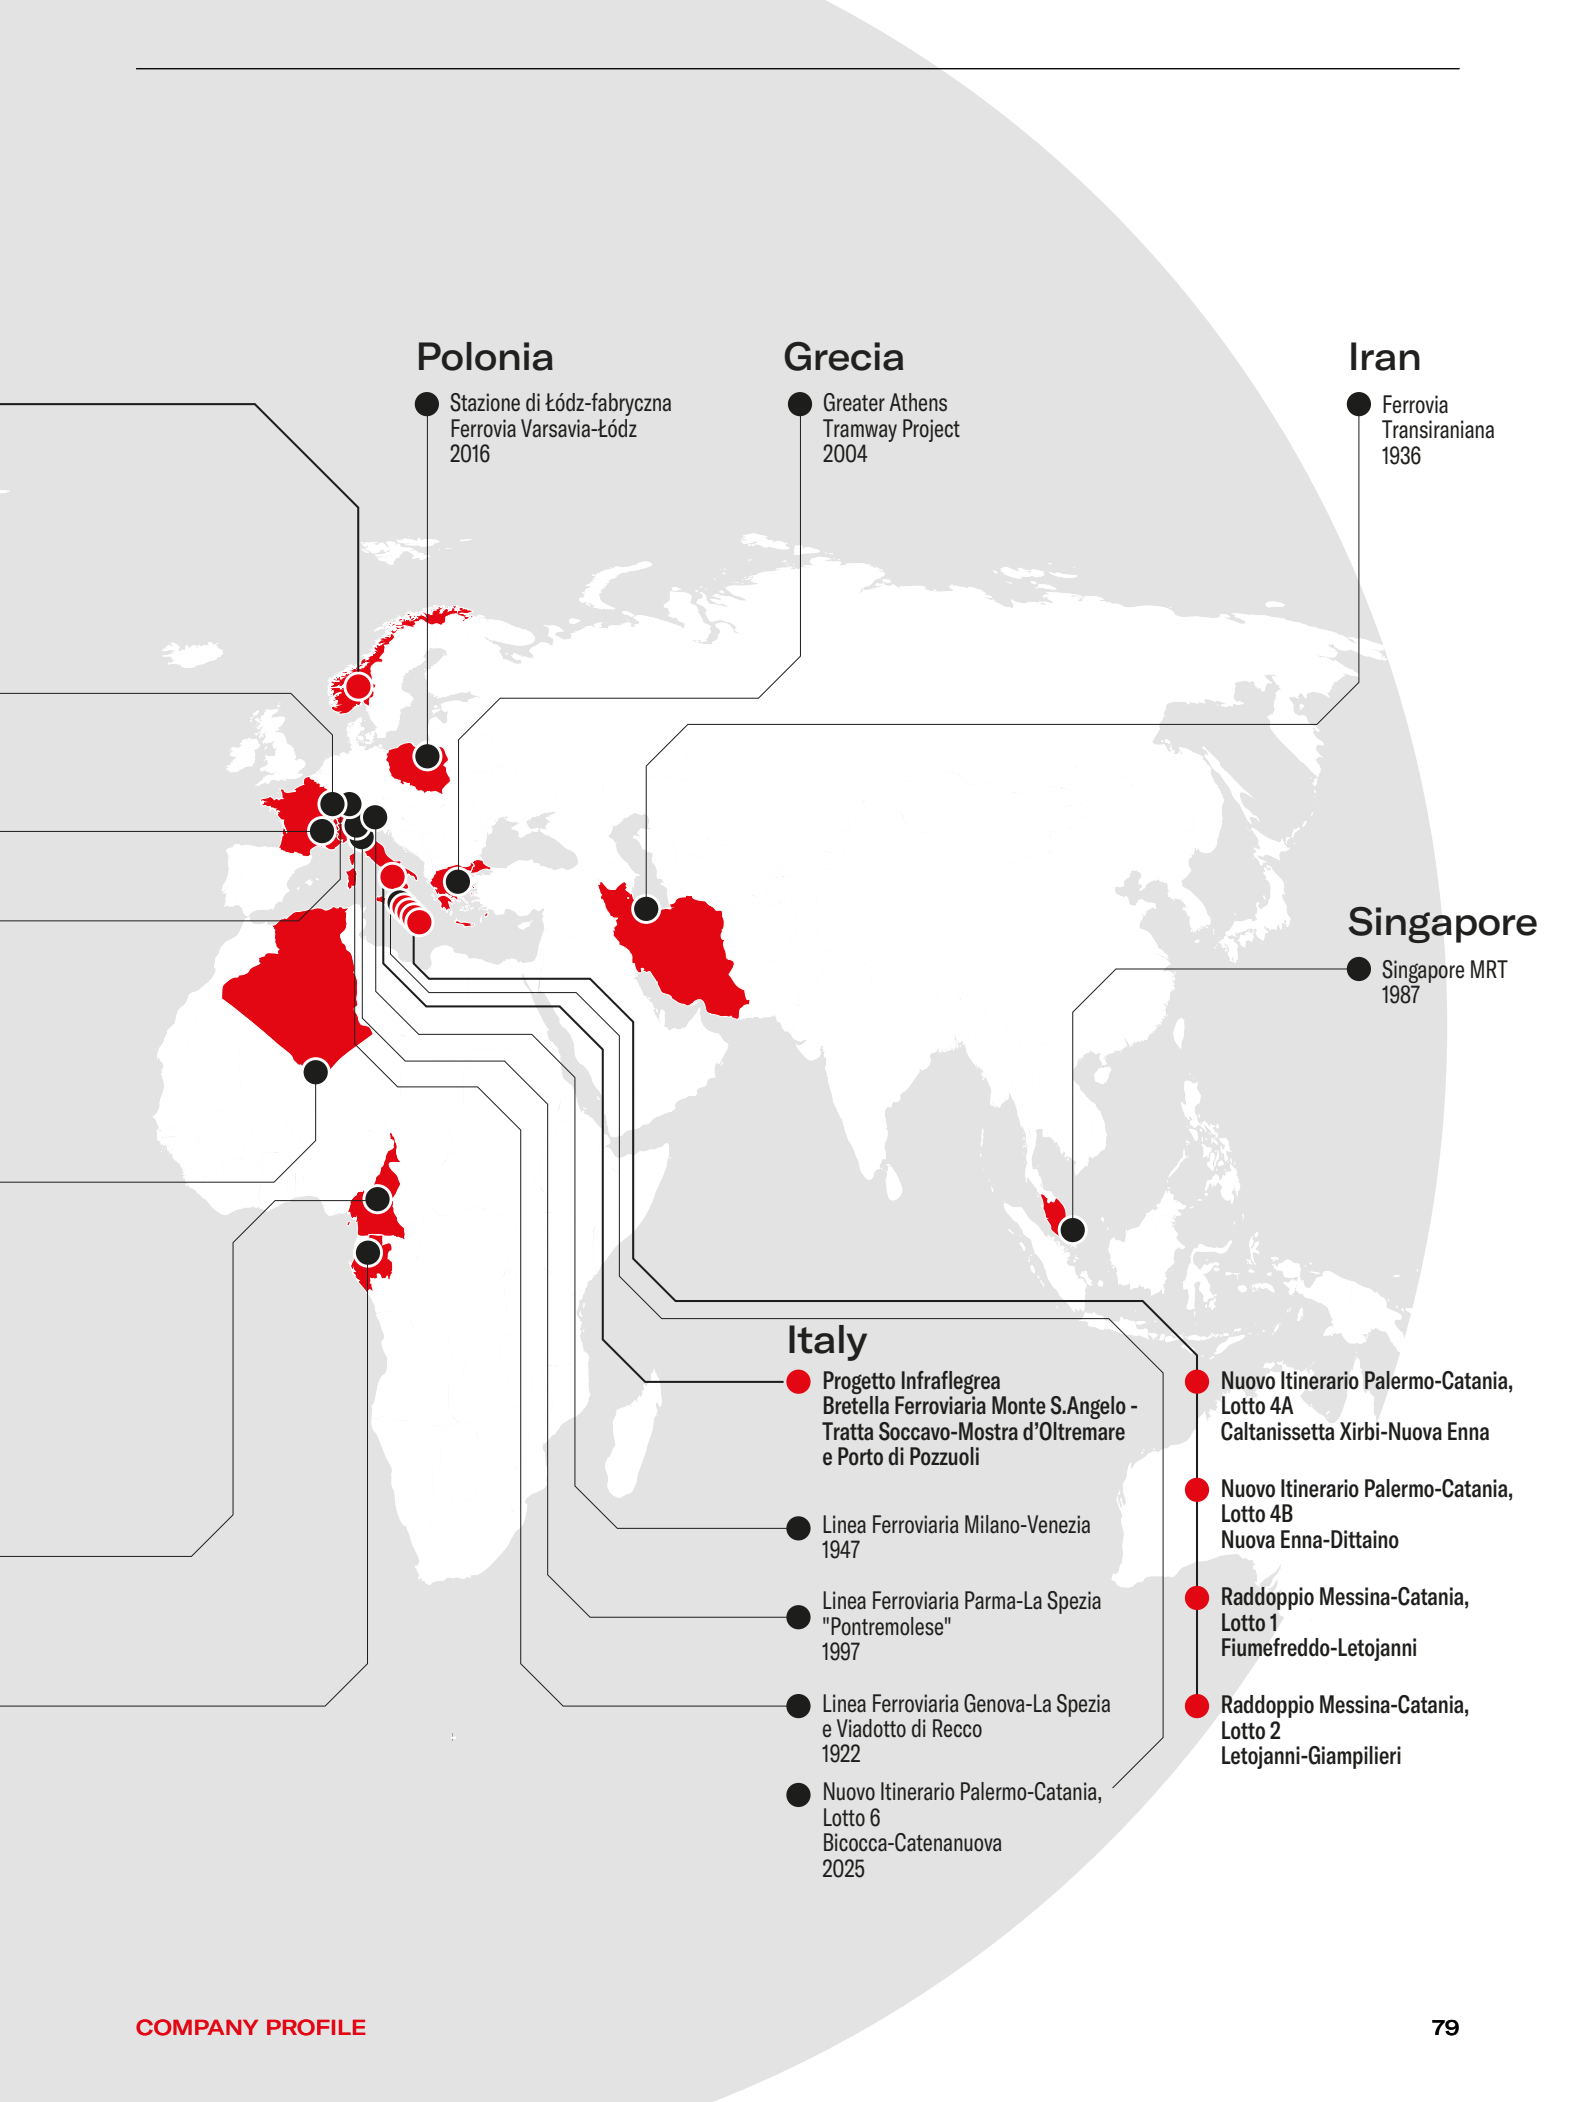 Polonia
Stazione di Łódz-fabryczna
Ferrovia Varsavia-Łódz
2016
Grecia
Greater Athens
Tramway Project
2004
Iran
Ferrovia
Transiraniana
1936
Singapore
Singapore MRT
1987
Italy
Progetto Infraflegrea
Bretella Ferroviaria Monte S.Angelo -
Tratta Soccavo-Mostra d’Oltremare
e Porto di Pozzuoli
Linea Ferroviaria Milano-Venezia
1947
Linea Ferroviaria Parma-La Spezia
"Pontremolese"
1997
Linea Ferroviaria Genova-La Spezia
e Viadotto di Recco
1922
Nuovo Itinerario Palermo-Catania,
Lotto 6
Bicocca-Catenanuova
2025
Nuovo Itinerario Palermo-Catania,
Lotto 4A
Caltanissetta Xirbi-Nuova Enna
Nuovo Itinerario Palermo-Catania,
Lotto 4B
Nuova Enna-Dittaino
Raddoppio Messina-Catania,
Lotto 1
Fiumefreddo-Letojanni
Raddoppio Messina-Catania,
Lotto 2
Letojanni-Giampilieri
COMPANY PROFILE
79